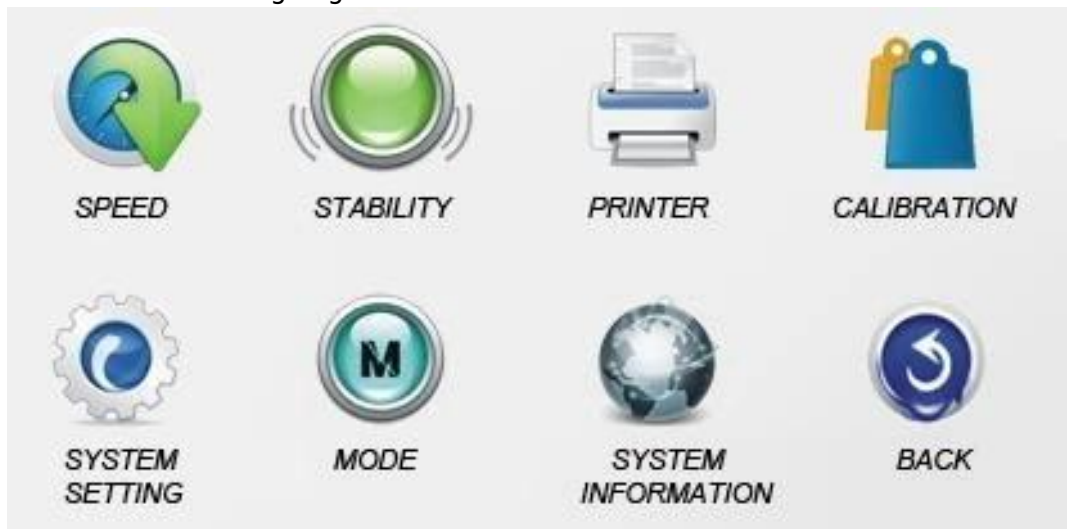 SPEED
STABILITY
PRINTER
CALIBRATION
M
SYSTEM
SETTING
MODE
SYSTEM
INFORMATION
BACK